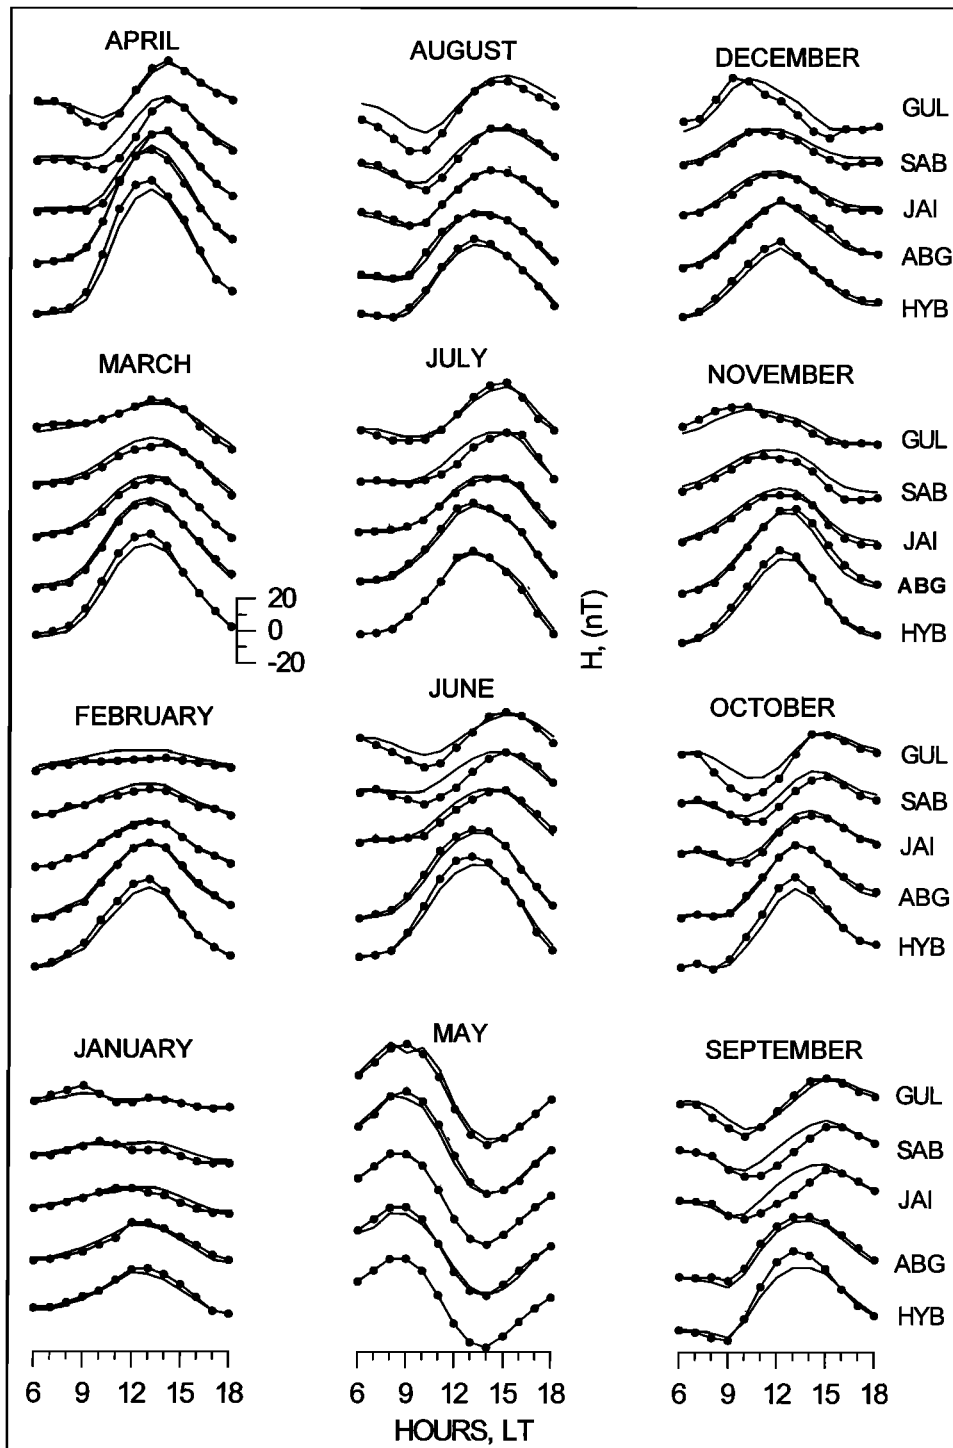 APRIL AUGUST DECEMBER
GUL
SAB
JAI
ABG
HYB
MARCH JULY NOVEMBER
GUL
SAB
JAI
ABG
HYB
20
0
-20
H, (nT)
FEBRUARY JUNE OCTOBER
GUL
SAB
JAI
ABG
HYB
JANUARY MAY SEPTEMBER
GUL
SAB
JAI
ABG
HYB
6 9 12 15 18 6 9 12 15 18 6 9 12 15 18
HOURS, LT